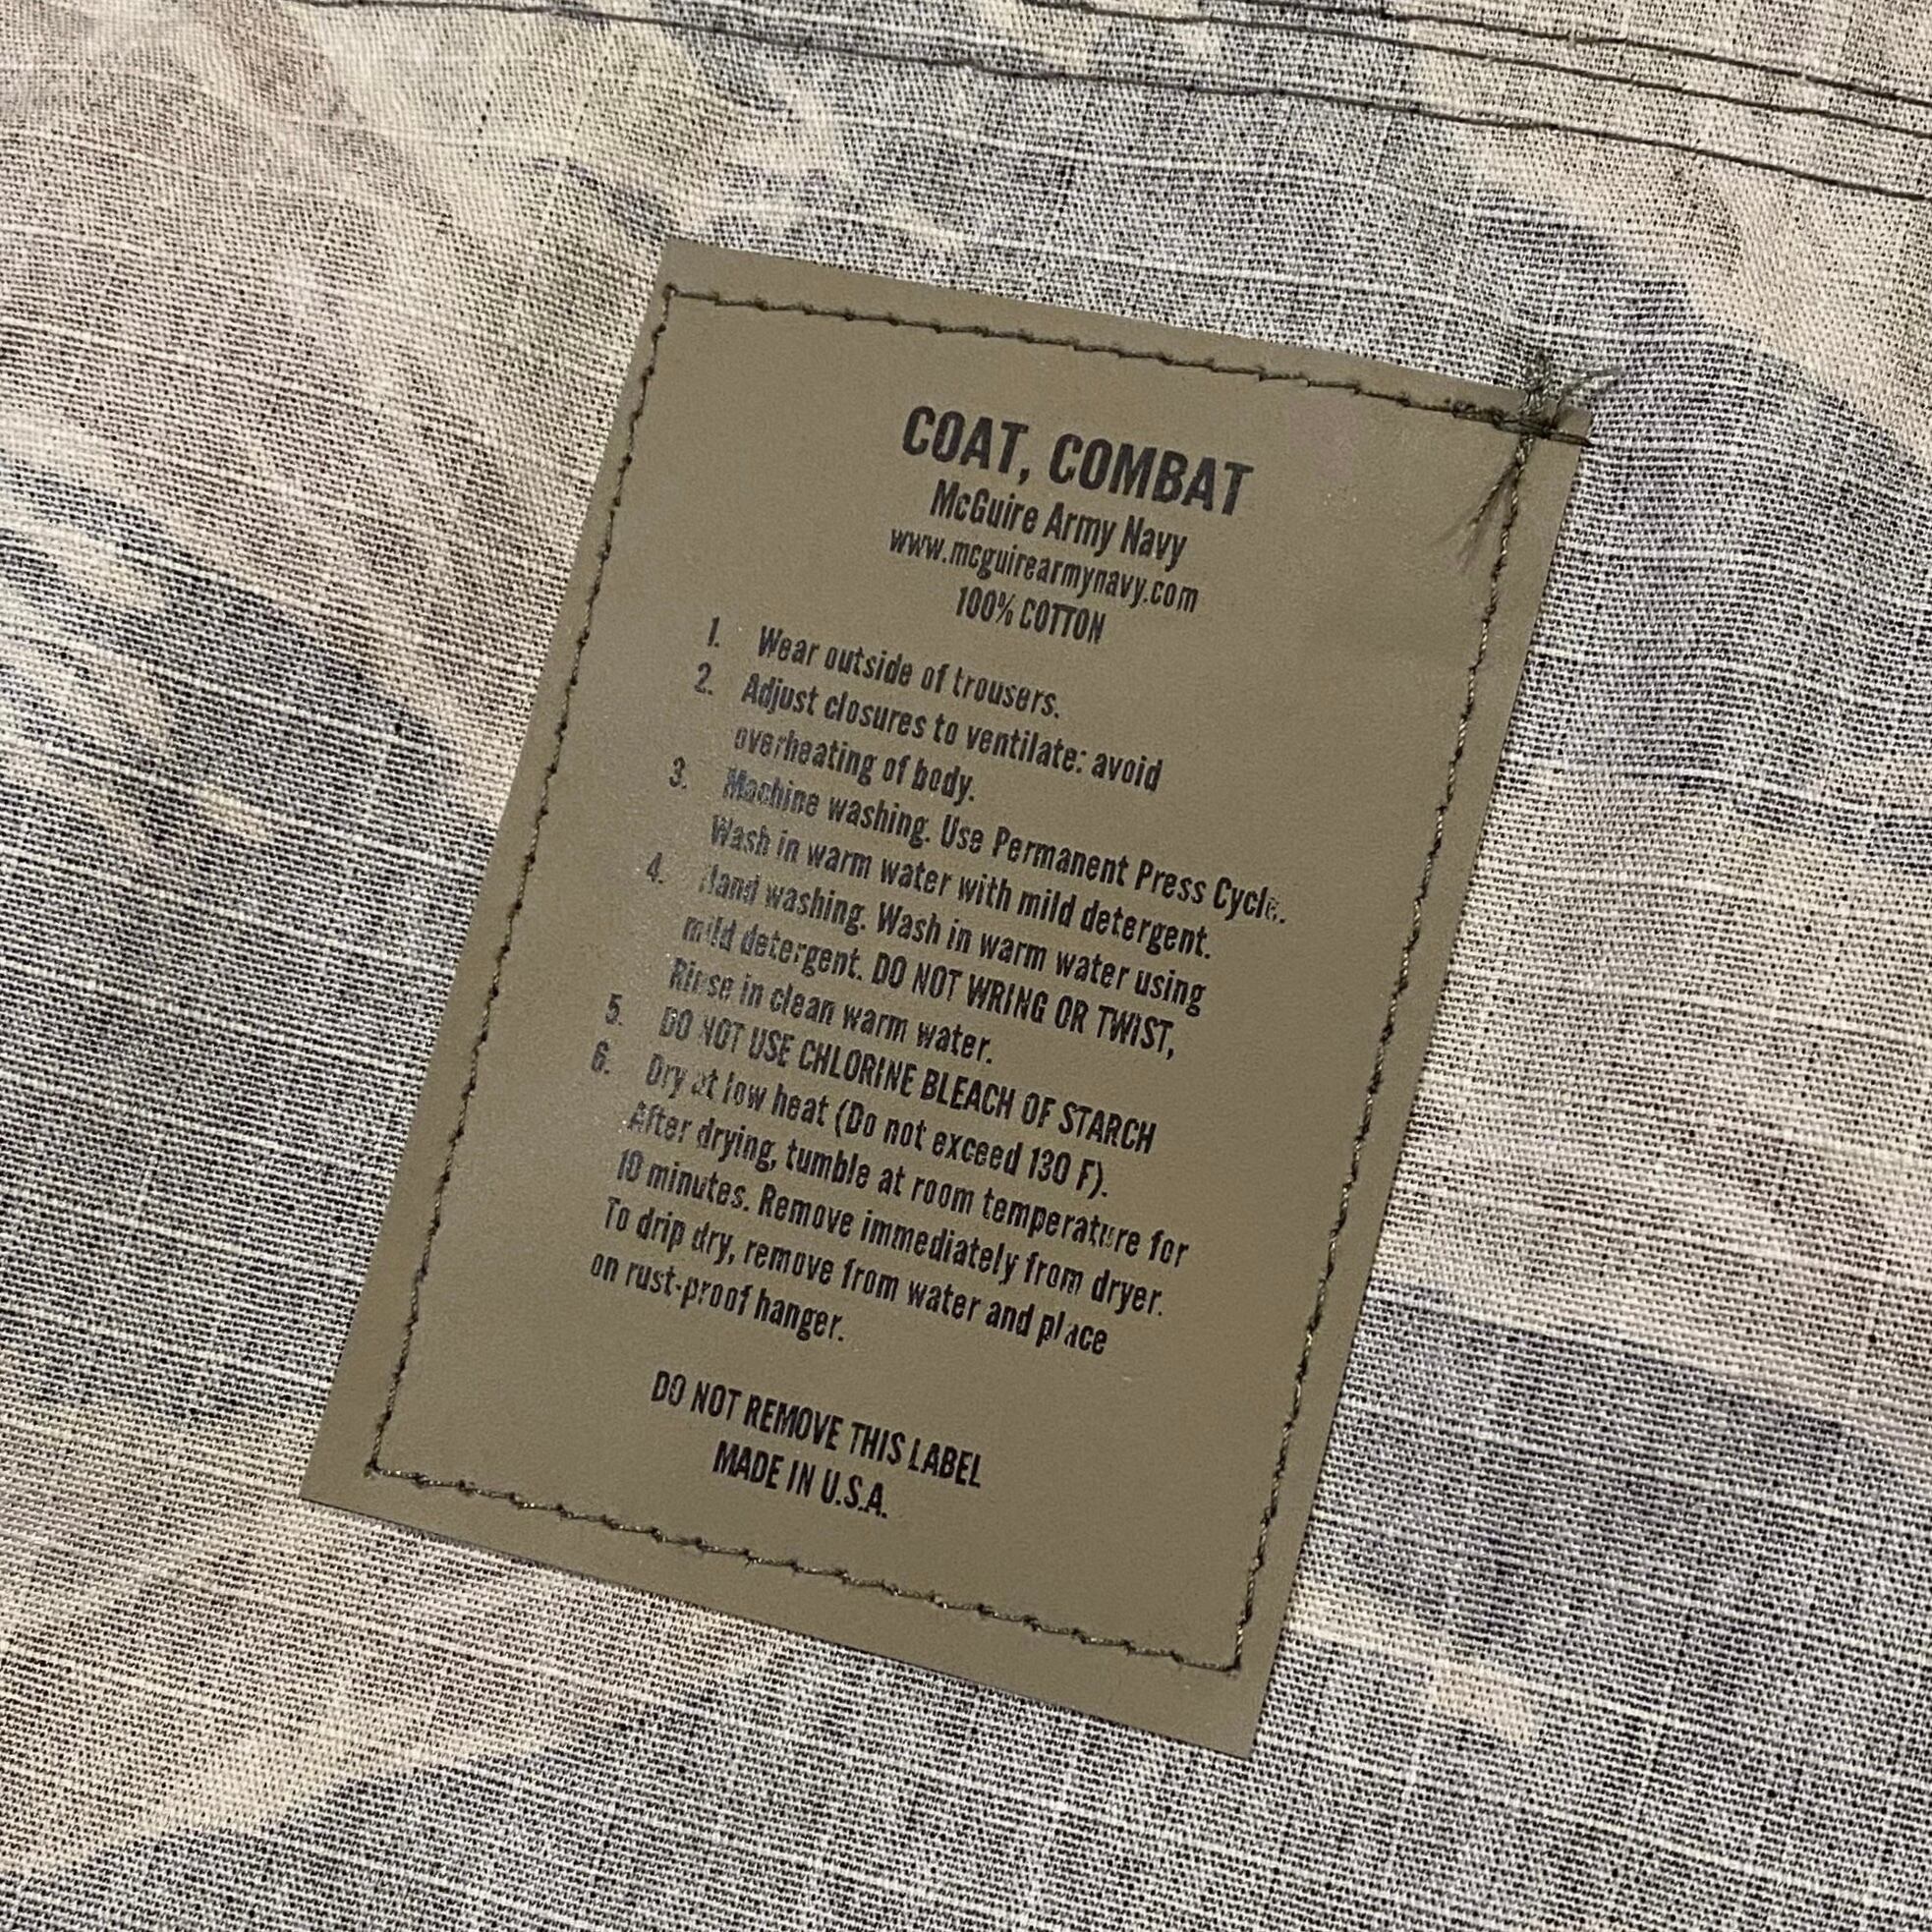 COAT, COMBAT
McGuire Army Navy
www.mcguirearmynavy.com
100% COTTON
1. Wear outside of trousers.
2. Adjust closures to ventilate: avoid
overheating of body.
3. Machine washing. Use Permanent Press Cycle.
Wash in warm water with mild detergent.
4. Hand washing. Wash in warm water using
mild detergent. DO NOT WRING OR TWIST,
Rinse in clean warm water.
5. DO NOT USE CHLORINE BLEACH OF STARCH
6. Dry at low heat (Do not exceed 130 F).
After drying, tumble at room temperature for
10 minutes. Remove immediately from dryer.
To drip dry, remove from water and place
on rust-proof hanger.
DO NOT REMOVE THIS LABEL
MADE IN U.S.A.